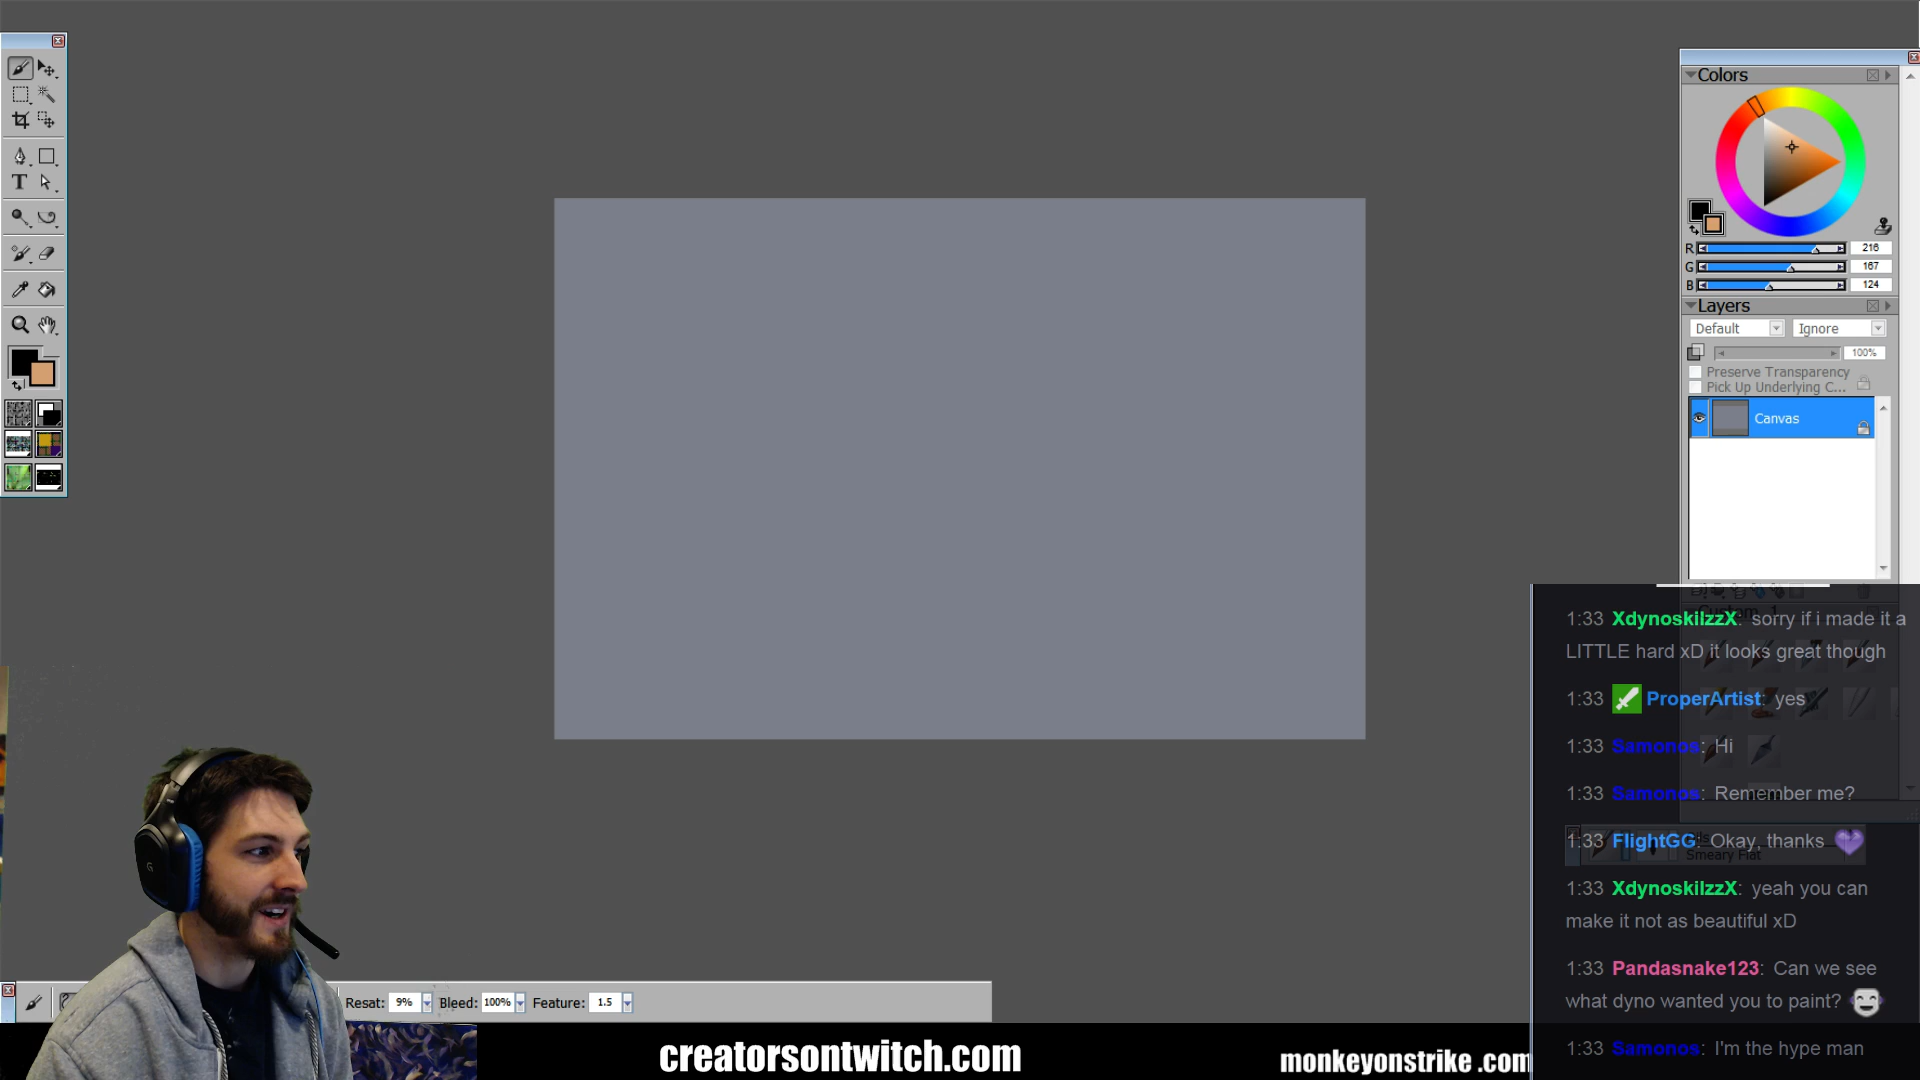 Colors
R 216
G 167
B 124
Layers
Default Ignore
100%
Preserve Transparency
Pick Up Underlying C...
Canvas
T
1:33 XdynoskilzzX: sorry if i made it a
LITTLE hard xD it looks great though
1:33 ProperArtist: yes
1:33 Samonos: Hi
1:33 Samonos: Remember me?
1:33 FlightGG: Okay, thanks
Smeary Flat
1:33 XdynoskilzzX: yeah you can
make it not as beautiful xD
1:33 Pandasnake123: Can we see
what dyno wanted you to paint?
1:33 Samonos: I'm the hype man
Resat: 9% Bleed: 100% Feature: 1.5
creatorsontwitch.com
monkeyonstrike .com